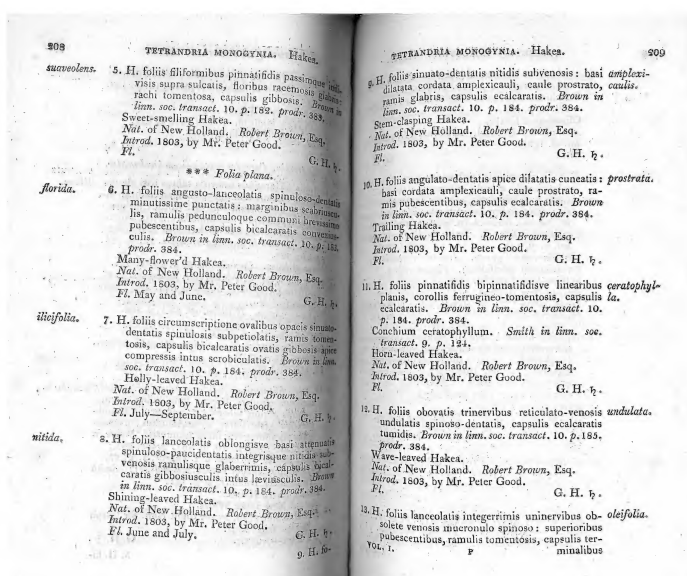 208
TETRANDRIA MONOGYNIA. Hakea.
suaveolens. 5. H. foliis filiformibus pinnatifidis passimque
visis supra sulcatis, floribus racemosis
rachi tomentosa, capsulis gibbosis. Brown in
linn. soc. transact. 10. p. 182. prodr. 383.
Sweet-smelling Hakea.
Nat. of New Holland. Robert Brown, Esq.
Introd. 1803, by Mr. Peter Good.
Fl. G. H. ♄.
*** Folia plana.
florida. 6. H. foliis angusto-lanceolatis spinuloso-dentatis
minutissime punctatis: marginibus scabriuscu-
lis, ramulis pedunculoque communi brevissimo
pubescentibus, capsulis bicalcaratis convexius-
culis. Brown in linn. soc. transact. 10. p. 183.
prodr. 384.
Many-flower'd Hakea.
Nat. of New Holland. Robert Brown, Esq.
Introd. 1803, by Mr. Peter Good.
Fl. May and June. G. H. ♄.
ilicifolia. 7. H. foliis circumscriptione ovalibus opacis sinuato-
dentatis spinulosis subpetiolatis, ramis tomen-
tosis, capsulis bicalcaratis ovatis gibbosis apice
compressis intus scrobiculatis. Brown in linn.
soc. transact. 10. p. 184. prodr. 384.
Holly-leaved Hakea.
Nat. of New Holland. Robert Brown, Esq.
Introd. 1803, by Mr. Peter Good.
Fl. July—September. G. H. ♄.
nitida. 8. H. foliis lanceolatis oblongisve basi attenuatis
spinuloso-paucidentatis integrisque nitidis sub-
venosis ramulisque glaberrimis, capsulis bical-
caratis gibbosiusculis intus læviusculis. Brown
in linn. soc. transact. 10. p. 184. prodr. 384.
Shining-leaved Hakea.
Nat. of New Holland. Robert Brown, Esq.
Introd. 1803, by Mr. Peter Good.
Fl. June and July. G. H. ♄.
9. H. fo-
TETRANDRIA MONOGYNIA. Hakea. 209
9. H. foliis sinuato-dentatis nitidis subvenosis: basi amplexi-
dilatata cordata amplexicauli, caule prostrato, caulis.
ramis glabris, capsulis ecalcaratis. Brown in
linn. soc. transact. 10. p. 184. prodr. 384.
Stem-clasping Hakea.
Nat. of New Holland. Robert Brown, Esq.
Introd. 1803, by Mr. Peter Good.
Fl. G. H. ♄.
10. H. foliis angulato-dentatis apice dilatatis cuneatis: prostrata.
basi cordata amplexicauli, caule prostrato, ra-
mis pubescentibus, capsulis ecalcaratis. Brown
in linn. soc. transact. 10. p. 184. prodr. 384.
Trailing Hakea.
Nat. of New Holland. Robert Brown, Esq.
Introd. 1803, by Mr. Peter Good.
Fl. G. H. ♄.
11. H. foliis pinnatifidis bipinnatifidisve linearibus ceratophyl-
planis, corollis ferrugineo-tomentosis, capsulis la.
ecalcaratis. Brown in linn. soc. transact. 10.
p. 184. prodr. 384.
Conchium ceratophyllum. Smith in linn. soc.
transact. 9. p. 124.
Horn-leaved Hakea.
Nat. of New Holland. Robert Brown, Esq.
Introd. 1803, by Mr. Peter Good.
Fl. G. H. ♄.
12. H. foliis obovatis trinervibus reticulato-venosis undulata.
undulatis spinoso-dentatis, capsulis ecalcaratis
tumidis. Brown in linn. soc. transact. 10. p. 185.
prodr. 384.
Wave-leaved Hakea.
Nat. of New Holland. Robert Brown, Esq.
Introd. 1803, by Mr. Peter Good.
Fl. G. H. ♄.
13. H. foliis lanceolatis integerrimis uninervibus ob- oleifolia.
solete venosis mucronulo spinoso: superioribus
pubescentibus, ramulis tomentosis, capsulis ter-
VOL. I. P minalibus